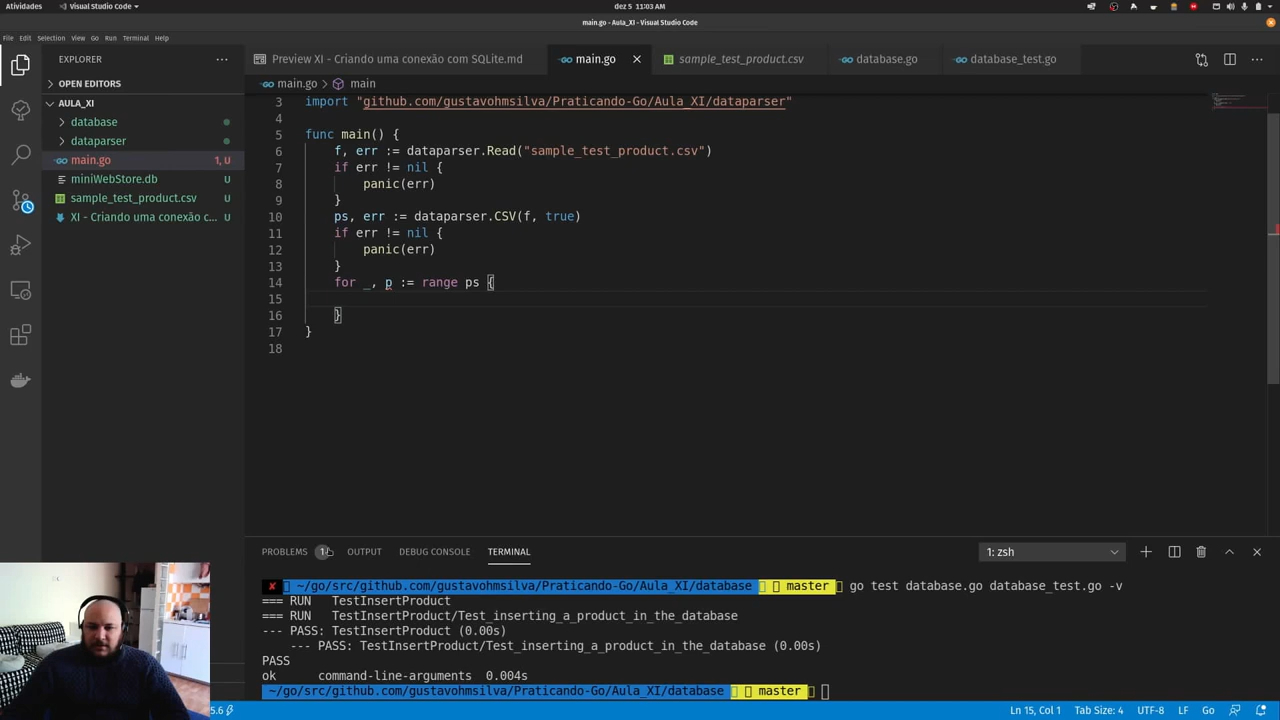 Atividades
Visual Studio Code
dez 5 11:03 AM
main.go - Aula_XI - Visual Studio Code
File Edit Selection View Go Run Terminal Help
EXPLORER
Preview XI - Criando uma conexão com SQLite.md
main.go
sample_test_product.csv
database.go
database_test.go
OPEN EDITORS
main.go > main
AULA_XI
database
dataparser
main.go 1, U
miniWebStore.db U
sample_test_product.csv U
XI - Criando uma conexão c... U
3 import "github.com/gustavohmsilva/Praticando-Go/Aula_XI/dataparser"
4
5 func main() {
6 f, err := dataparser.Read("sample_test_product.csv")
7 if err != nil {
8 panic(err)
9 }
10 ps, err := dataparser.CSV(f, true)
11 if err != nil {
12 panic(err)
13 }
14 for _, p := range ps {
15
16 }
17 }
18
PROBLEMS 1 OUTPUT DEBUG CONSOLE TERMINAL
1: zsh
~/go/src/github.com/gustavohmsilva/Praticando-Go/Aula_XI/database master go test database.go database_test.go -v
=== RUN TestInsertProduct
=== RUN TestInsertProduct/Test_inserting_a_product_in_the_database
--- PASS: TestInsertProduct (0.00s)
--- PASS: TestInsertProduct/Test_inserting_a_product_in_the_database (0.00s)
PASS
ok command-line-arguments 0.004s
~/go/src/github.com/gustavohmsilva/Praticando-Go/Aula_XI/database master
5.6
Ln 15, Col 1 Tab Size: 4 UTF-8 LF Go